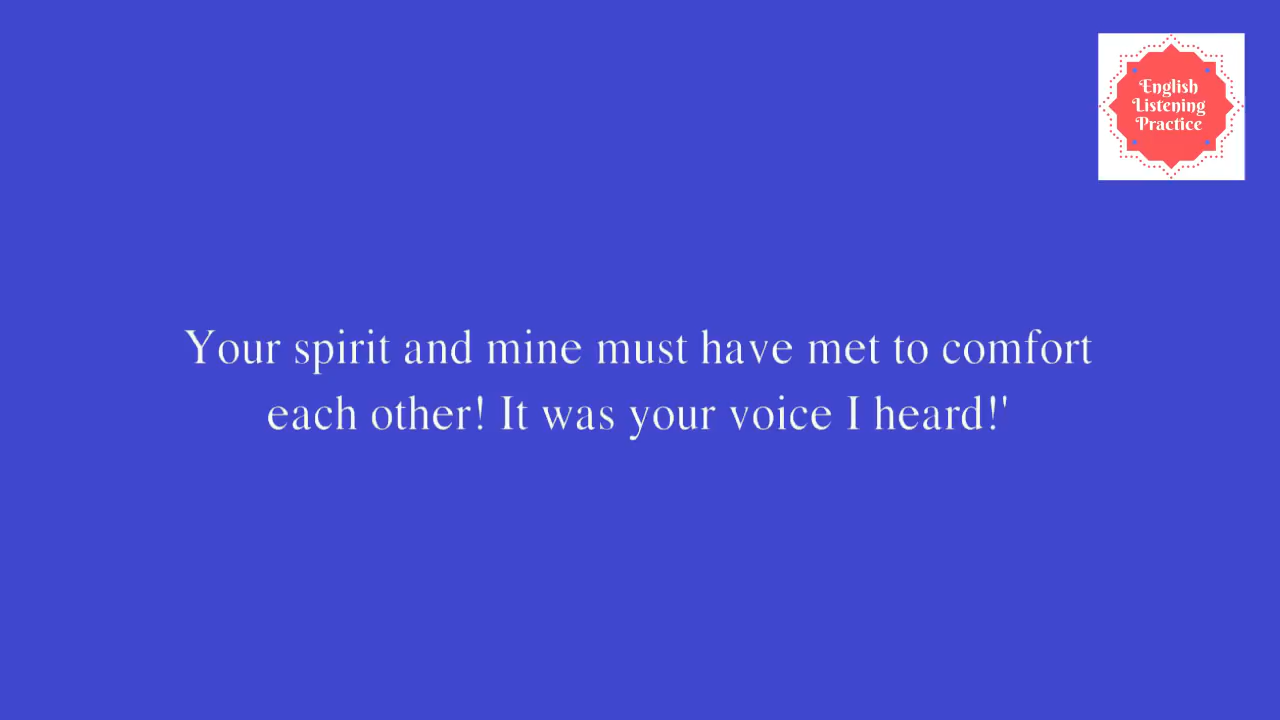 English
Listening
Practice
Your spirit and mine must have met to comfort
each other! It was your voice I heard!'